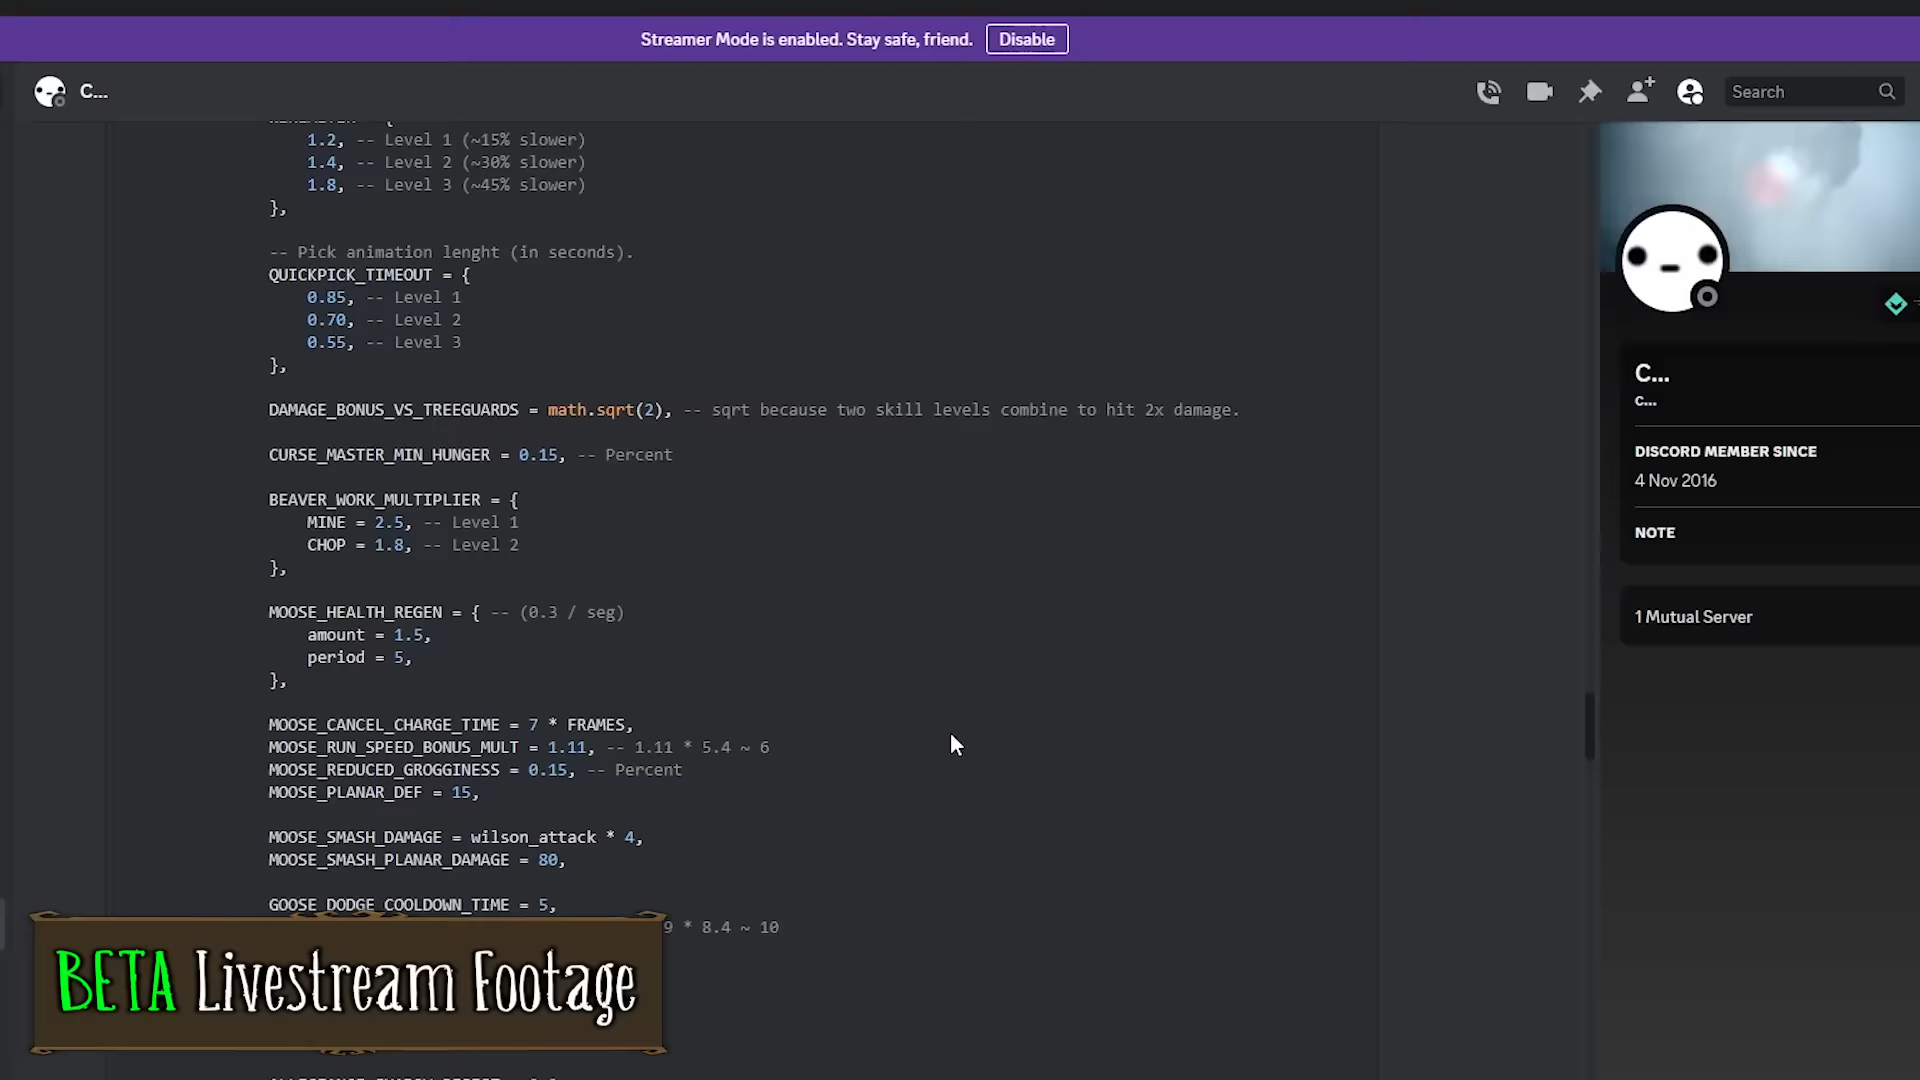 Streamer Mode is enabled. Stay safe, friend. Disable
C...
Search
1.2, -- Level 1 (~15% slower)
1.4, -- Level 2 (~30% slower)
1.8, -- Level 3 (~45% slower)
},
-- Pick animation lenght (in seconds).
QUICKPICK_TIMEOUT = {
0.85, -- Level 1
0.70, -- Level 2
0.55, -- Level 3
},
DAMAGE_BONUS_VS_TREEGUARDS = math.sqrt(2), -- sqrt because two skill levels combine to hit 2x damage.
CURSE_MASTER_MIN_HUNGER = 0.15, -- Percent
BEAVER_WORK_MULTIPLIER = {
MINE = 2.5, -- Level 1
CHOP = 1.8, -- Level 2
},
MOOSE_HEALTH_REGEN = { -- (0.3 / seg)
amount = 1.5,
period = 5,
},
MOOSE_CANCEL_CHARGE_TIME = 7 * FRAMES,
MOOSE_RUN_SPEED_BONUS_MULT = 1.11, -- 1.11 * 5.4 ~ 6
MOOSE_REDUCED_GROGGINESS = 0.15, -- Percent
MOOSE_PLANAR_DEF = 15,
MOOSE_SMASH_DAMAGE = wilson_attack * 4,
MOOSE_SMASH_PLANAR_DAMAGE = 80,
GOOSE_DODGE_COOLDOWN_TIME = 5,
9 * 8.4 ~ 10
BETA Livestream Footage
C...
C...
DISCORD MEMBER SINCE
4 Nov 2016
NOTE
1 Mutual Server